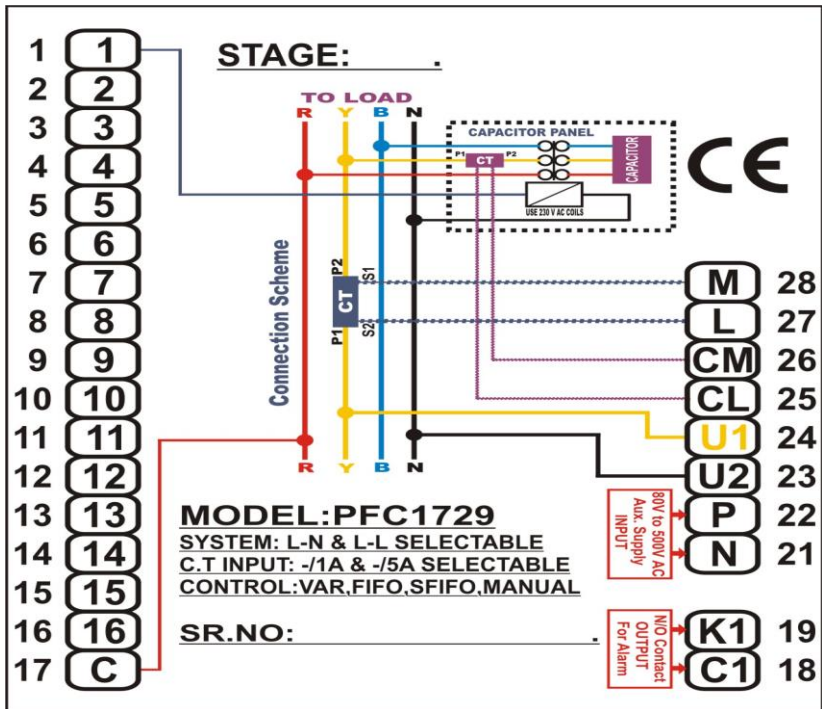 STAGE: .
1 1
2 2
3 3
4 4
5 5
6 6
7 7
8 8
9 9
10 10
11 11
12 12
13 13
14 14
15 15
16 16
17 C
TO LOAD
R Y B N
CAPACITOR PANEL
P1 CT P2
CAPACITOR
USE 230 V AC COILS
CE
Connection Scheme
P2 S1
CT
P1 S2
R Y B N
M 28
L 27
CM 26
CL 25
U1 24
U2 23
P 22
N 21
80V to 500V AC
Aux. Supply
INPUT
MODEL:PFC1729
SYSTEM: L-N & L-L SELECTABLE
C.T INPUT: -/1A & -/5A SELECTABLE
CONTROL:VAR,FIFO,SFIFO,MANUAL
SR.NO: .
N/O Contact
OUTPUT
For Alarm
K1 19
C1 18